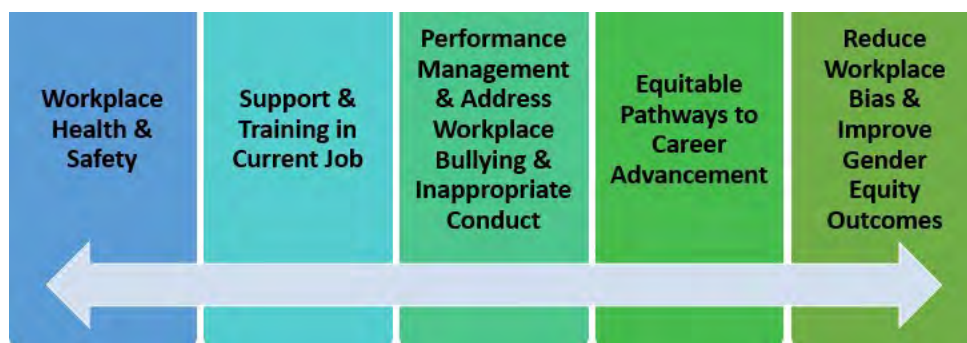 Workplace
Health &
Safety
Support &
Training in
Current Job
Performance
Management
& Address
Workplace
Bullying &
Inappropriate
Conduct
Equitable
Pathways to
Career
Advancement
Reduce
Workplace
Bias &
Improve
Gender
Equity
Outcomes